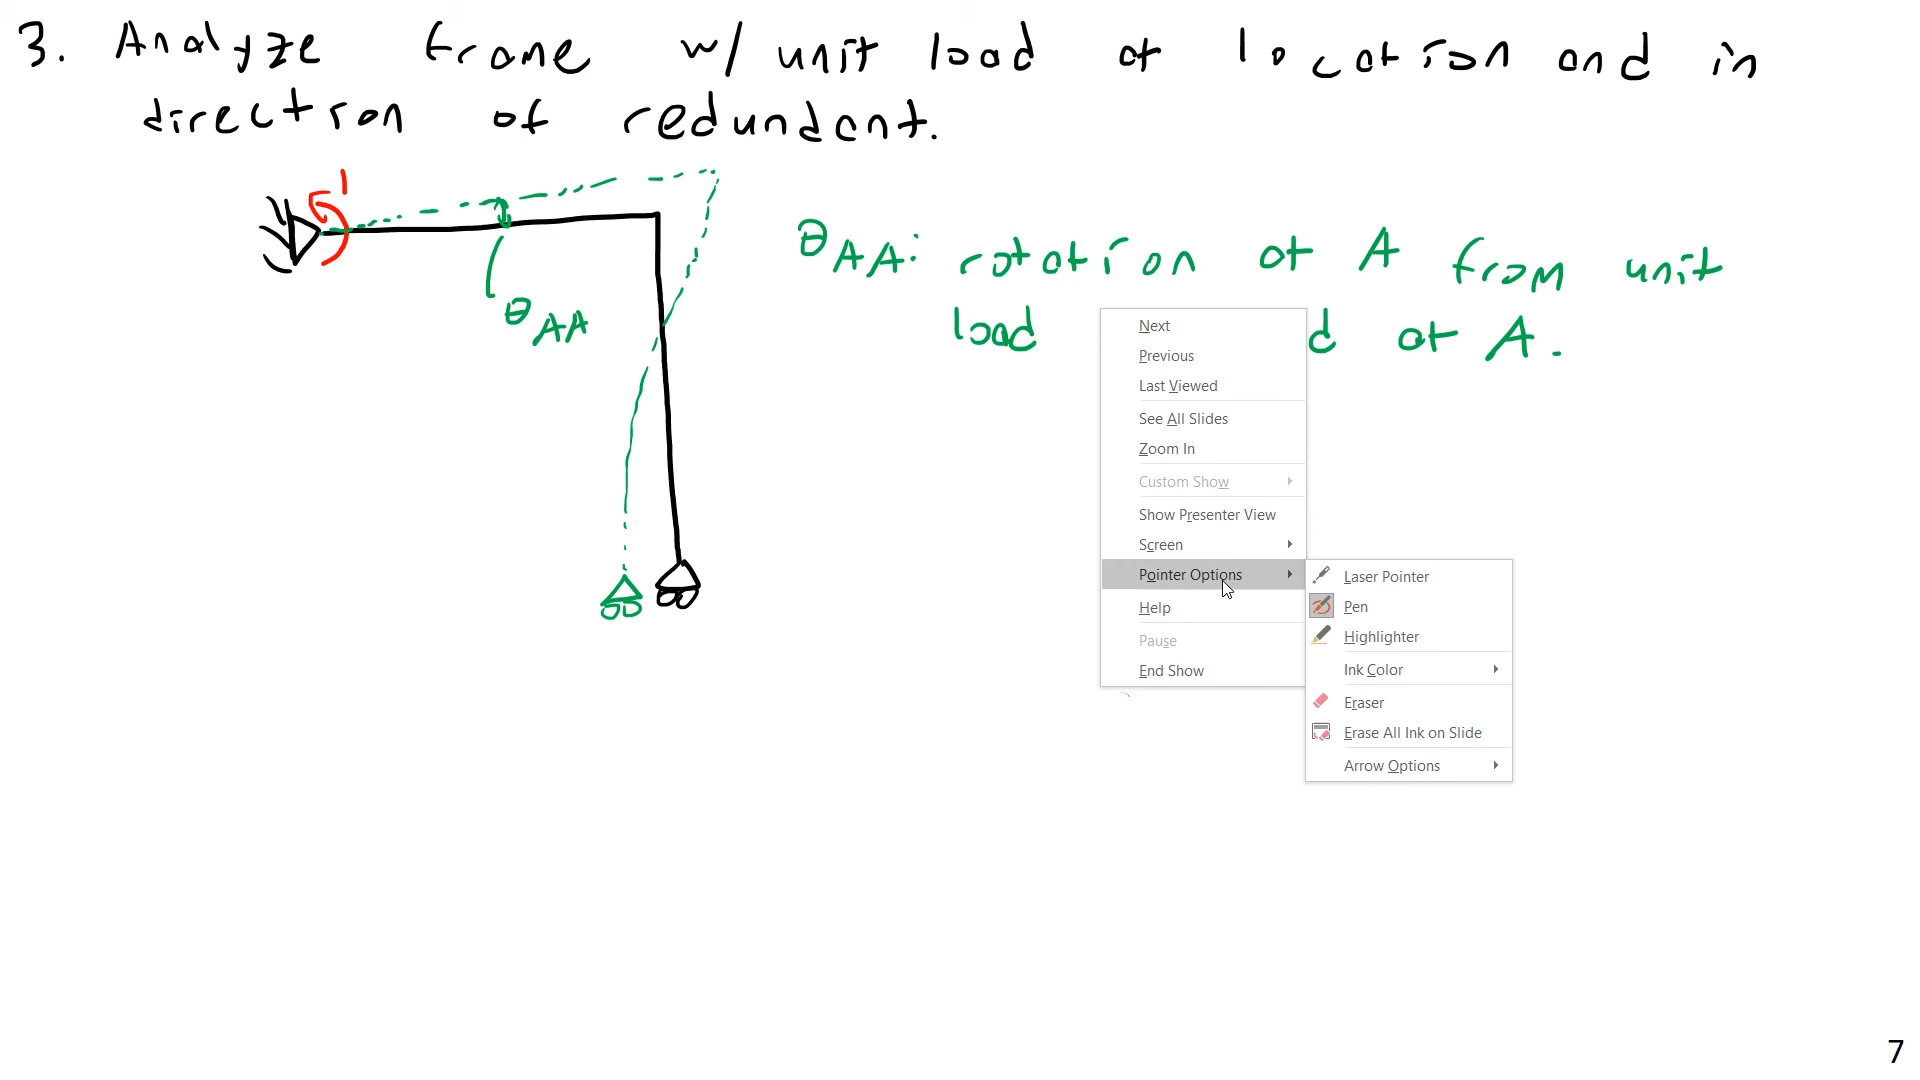 3. Analyze frame w/ unit load at location and in
direction of redundant.
1
θAA
θAA: rotation at A from unit
load d at A.
Next
Previous
Last Viewed
See All Slides
Zoom In
Custom Show
Show Presenter View
Screen
Pointer Options
Help
Pause
End Show
Laser Pointer
Pen
Highlighter
Ink Color
Eraser
Erase All Ink on Slide
Arrow Options
7